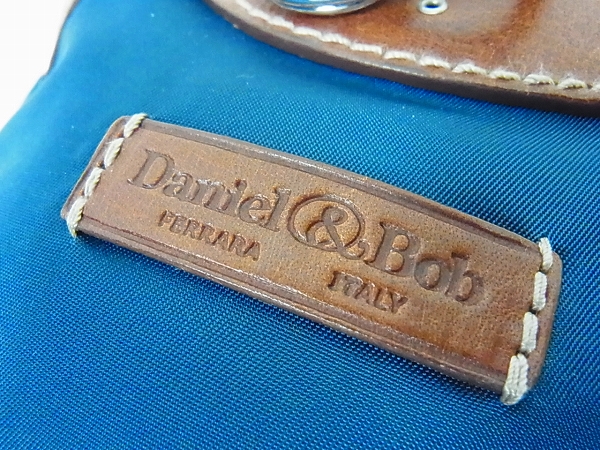 Daniel & Bob
FERRARA ITALY